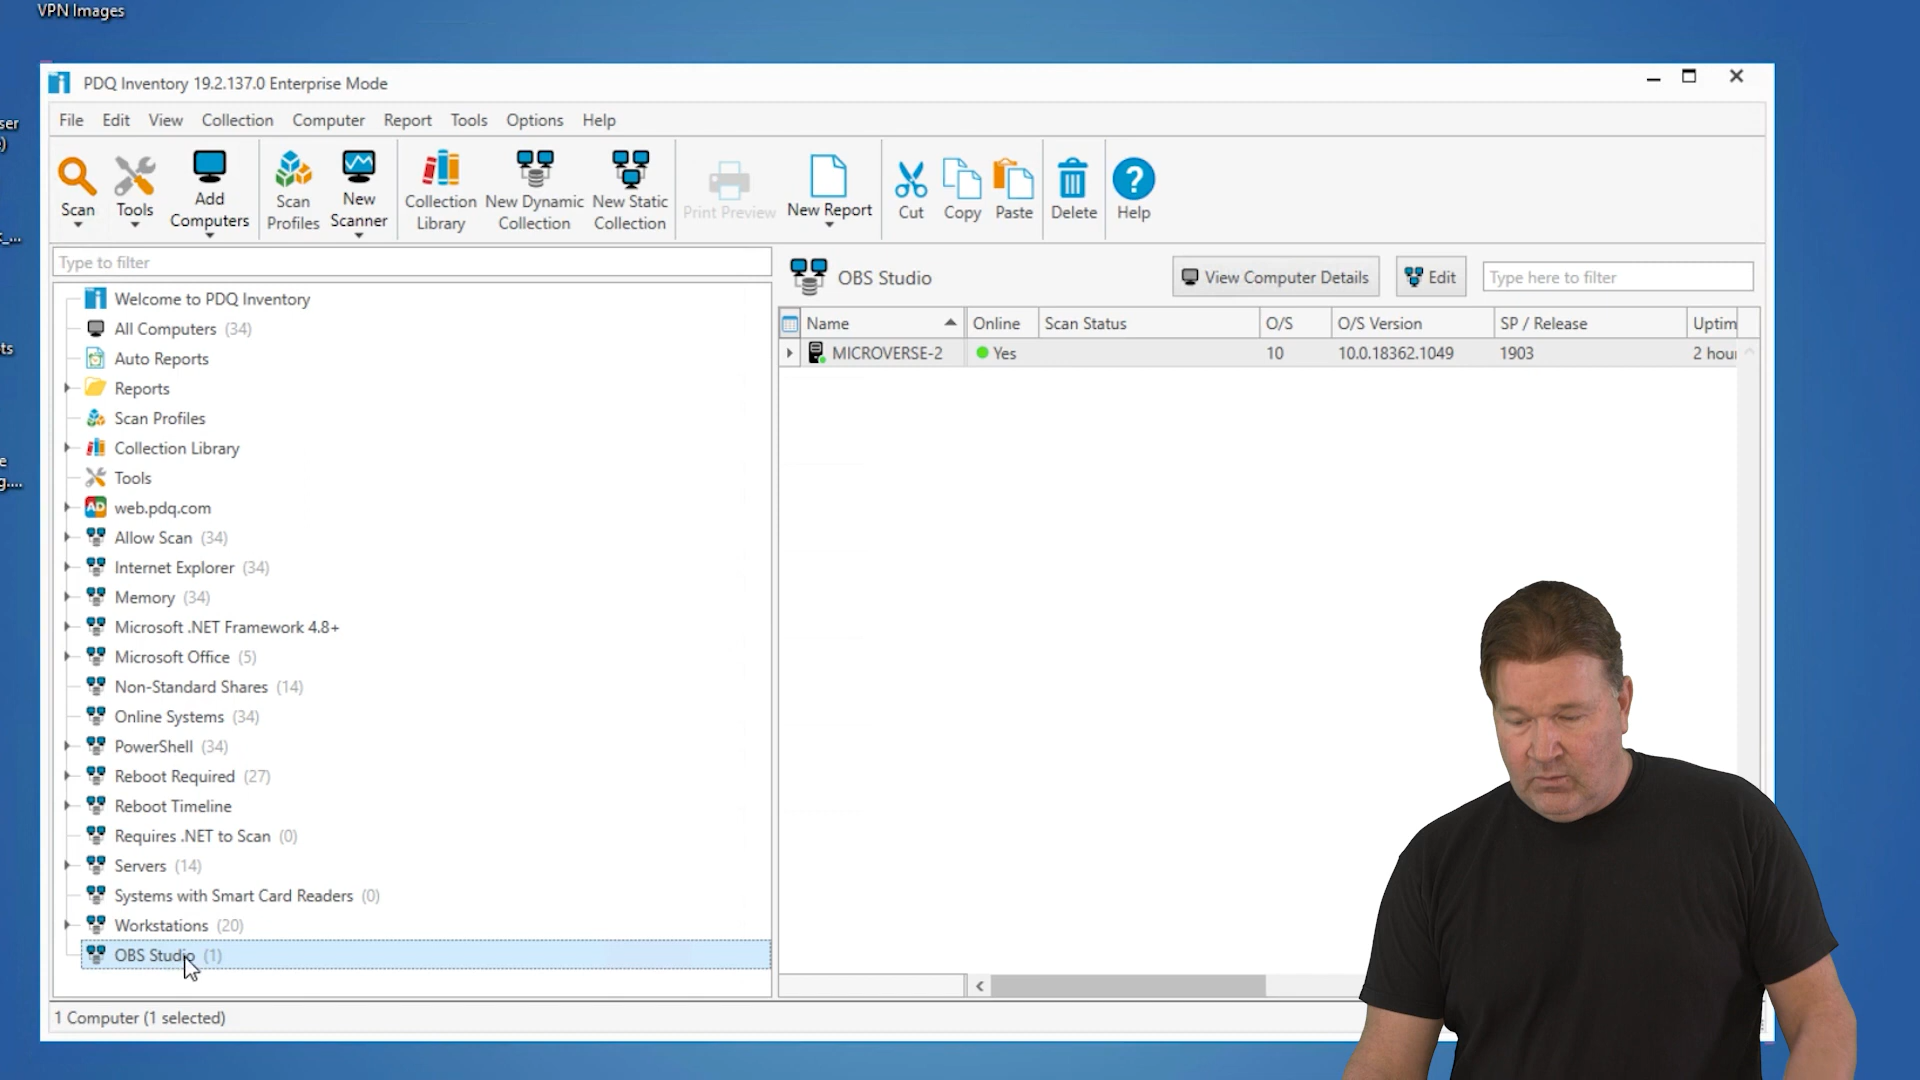 VPN Images
ser
)
PDQ Inventory 19.2.137.0 Enterprise Mode
File Edit View Collection Computer Report Tools Options Help
Scan
Tools
Add
Computers
Scan
Profiles
New
Scanner
Collection
Library
New Dynamic
Collection
New Static
Collection
Print Preview
New Report
Cut
Copy
Paste
Delete
Help
...
ts
e
g....
Type to filter
Welcome to PDQ Inventory
All Computers (34)
Auto Reports
Reports
Scan Profiles
Collection Library
Tools
AD web.pdq.com
Allow Scan (34)
Internet Explorer (34)
Memory (34)
Microsoft .NET Framework 4.8+
Microsoft Office (5)
Non-Standard Shares (14)
Online Systems (34)
PowerShell (34)
Reboot Required (27)
Reboot Timeline
Requires .NET to Scan (0)
Servers (14)
Systems with Smart Card Readers (0)
Workstations (20)
OBS Studio (1)
OBS Studio
View Computer Details
Edit
Type here to filter
Name Online Scan Status O/S O/S Version SP / Release Uptim
MICROVERSE-2 Yes 10 10.0.18362.1049 1903 2 hour
1 Computer (1 selected)